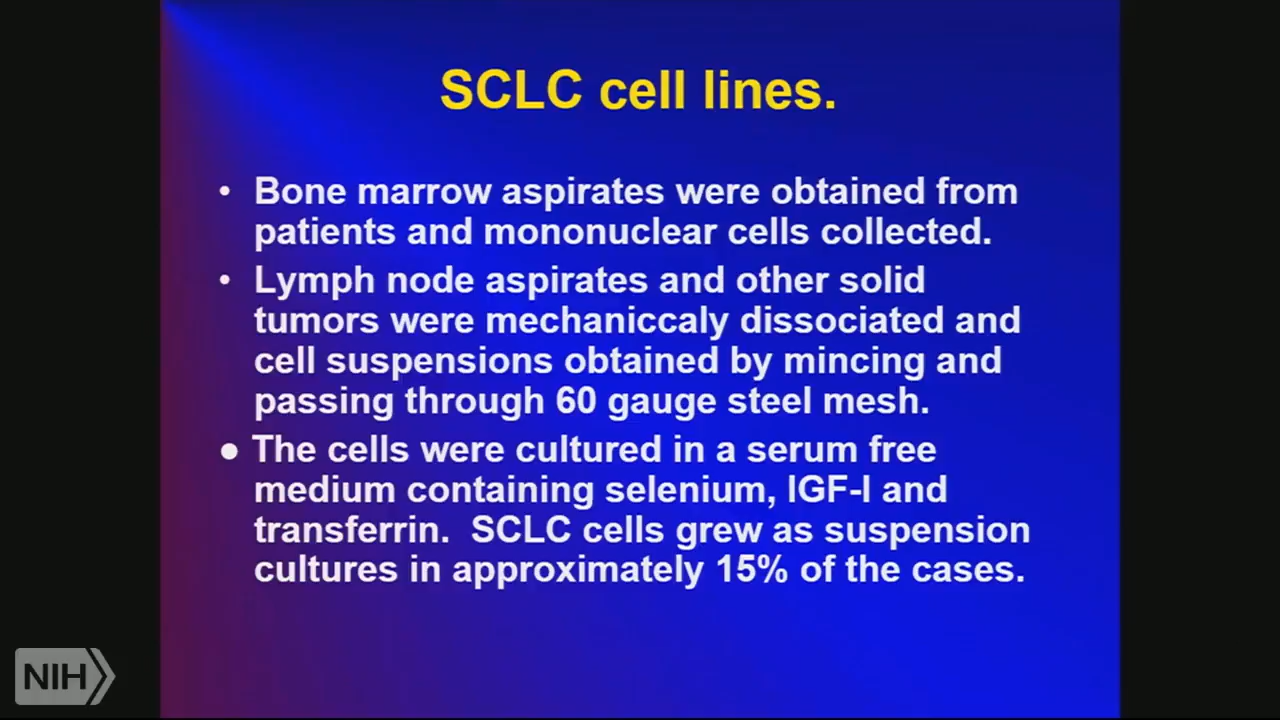 SCLC cell lines.
• Bone marrow aspirates were obtained from
patients and mononuclear cells collected.
• Lymph node aspirates and other solid
tumors were mechaniccaly dissociated and
cell suspensions obtained by mincing and
passing through 60 gauge steel mesh.
● The cells were cultured in a serum free
medium containing selenium, IGF-I and
transferrin.  SCLC cells grew as suspension
cultures in approximately 15% of the cases.
NIH